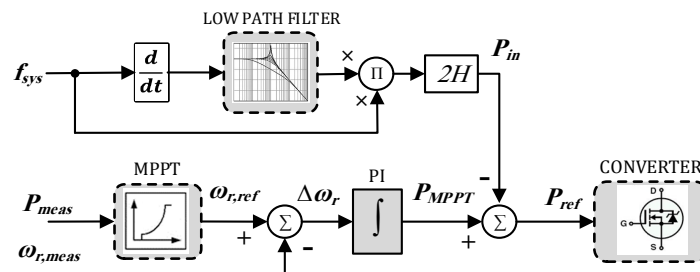 LOW PATH FILTER
f_sys
d
dt
×
×
Π
2H
P_in
MPPT
P_meas
ω_r,meas
ω_r,ref
+
Σ
-
Δω_r
PI
∫
P_MPPT
-
+
Σ
P_ref
CONVERTER
D
G
S